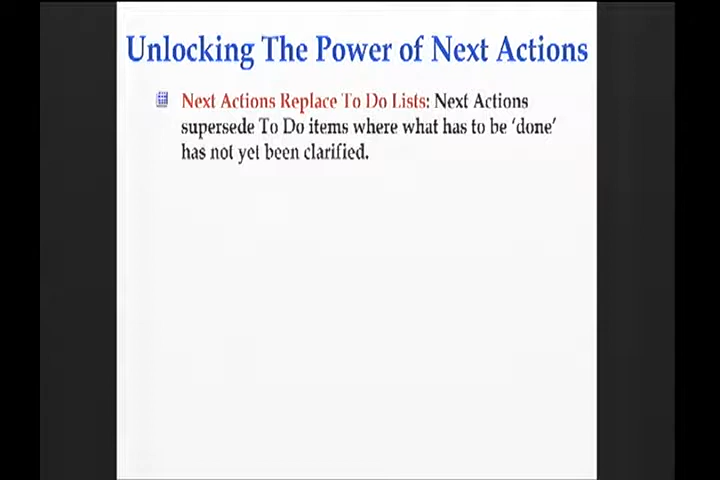 Unlocking The Power of Next Actions
Next Actions Replace To Do Lists: Next Actions
supersede To Do items where what has to be ‘done’
has not yet been clarified.